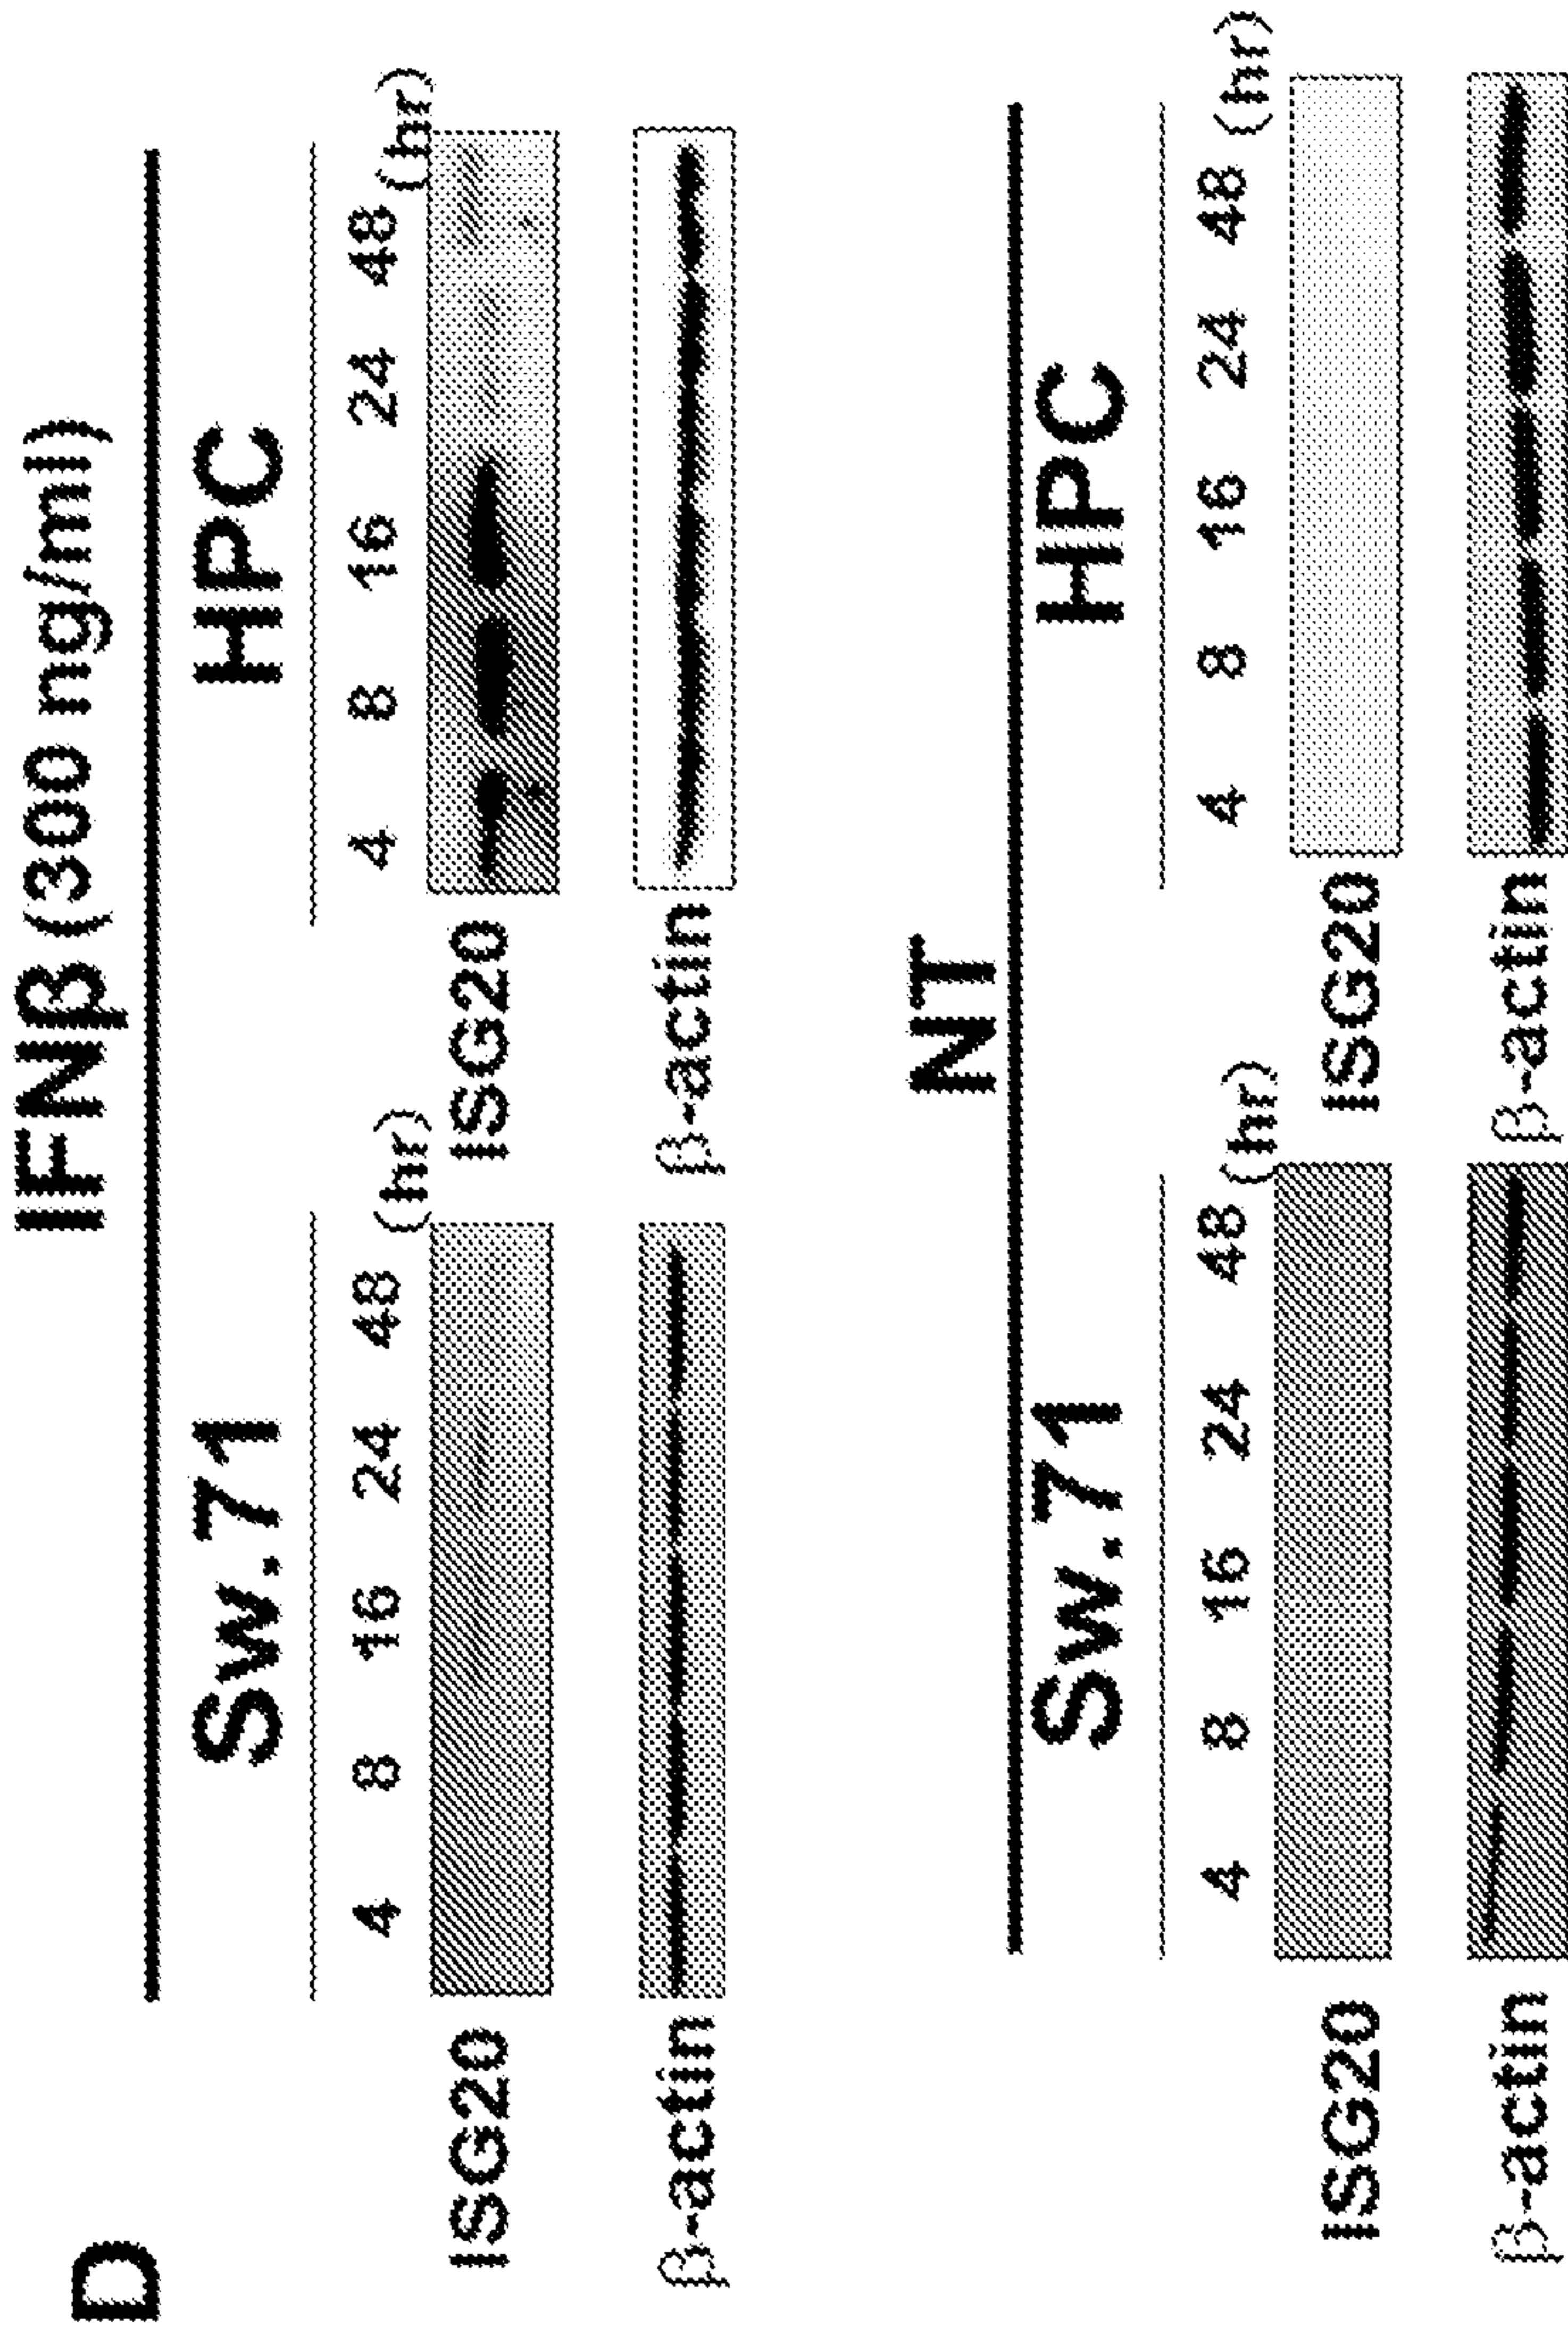 D
IFNβ (300 ng/ml)
Sw.71 HPC
4 8 16 24 48 (hr) 4 8 16 24 48 (hr)
ISG20 ISG20
β-actin β-actin
NT
Sw.71 HPC
4 8 16 24 48 (hr) 4 8 16 24 48 (hr)
ISG20 ISG20
β-actin β-actin